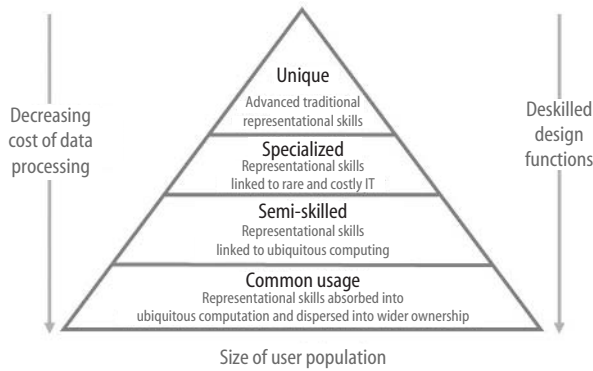 Unique
Advanced traditional
representational skills
Decreasing
cost of data
processing
Deskilled
design
functions
Specialized
Representational skills
linked to rare and costly IT
Semi-skilled
Representational skills
linked to ubiquitous computing
Common usage
Representational skills absorbed into
ubiquitous computation and dispersed into wider ownership
Size of user population